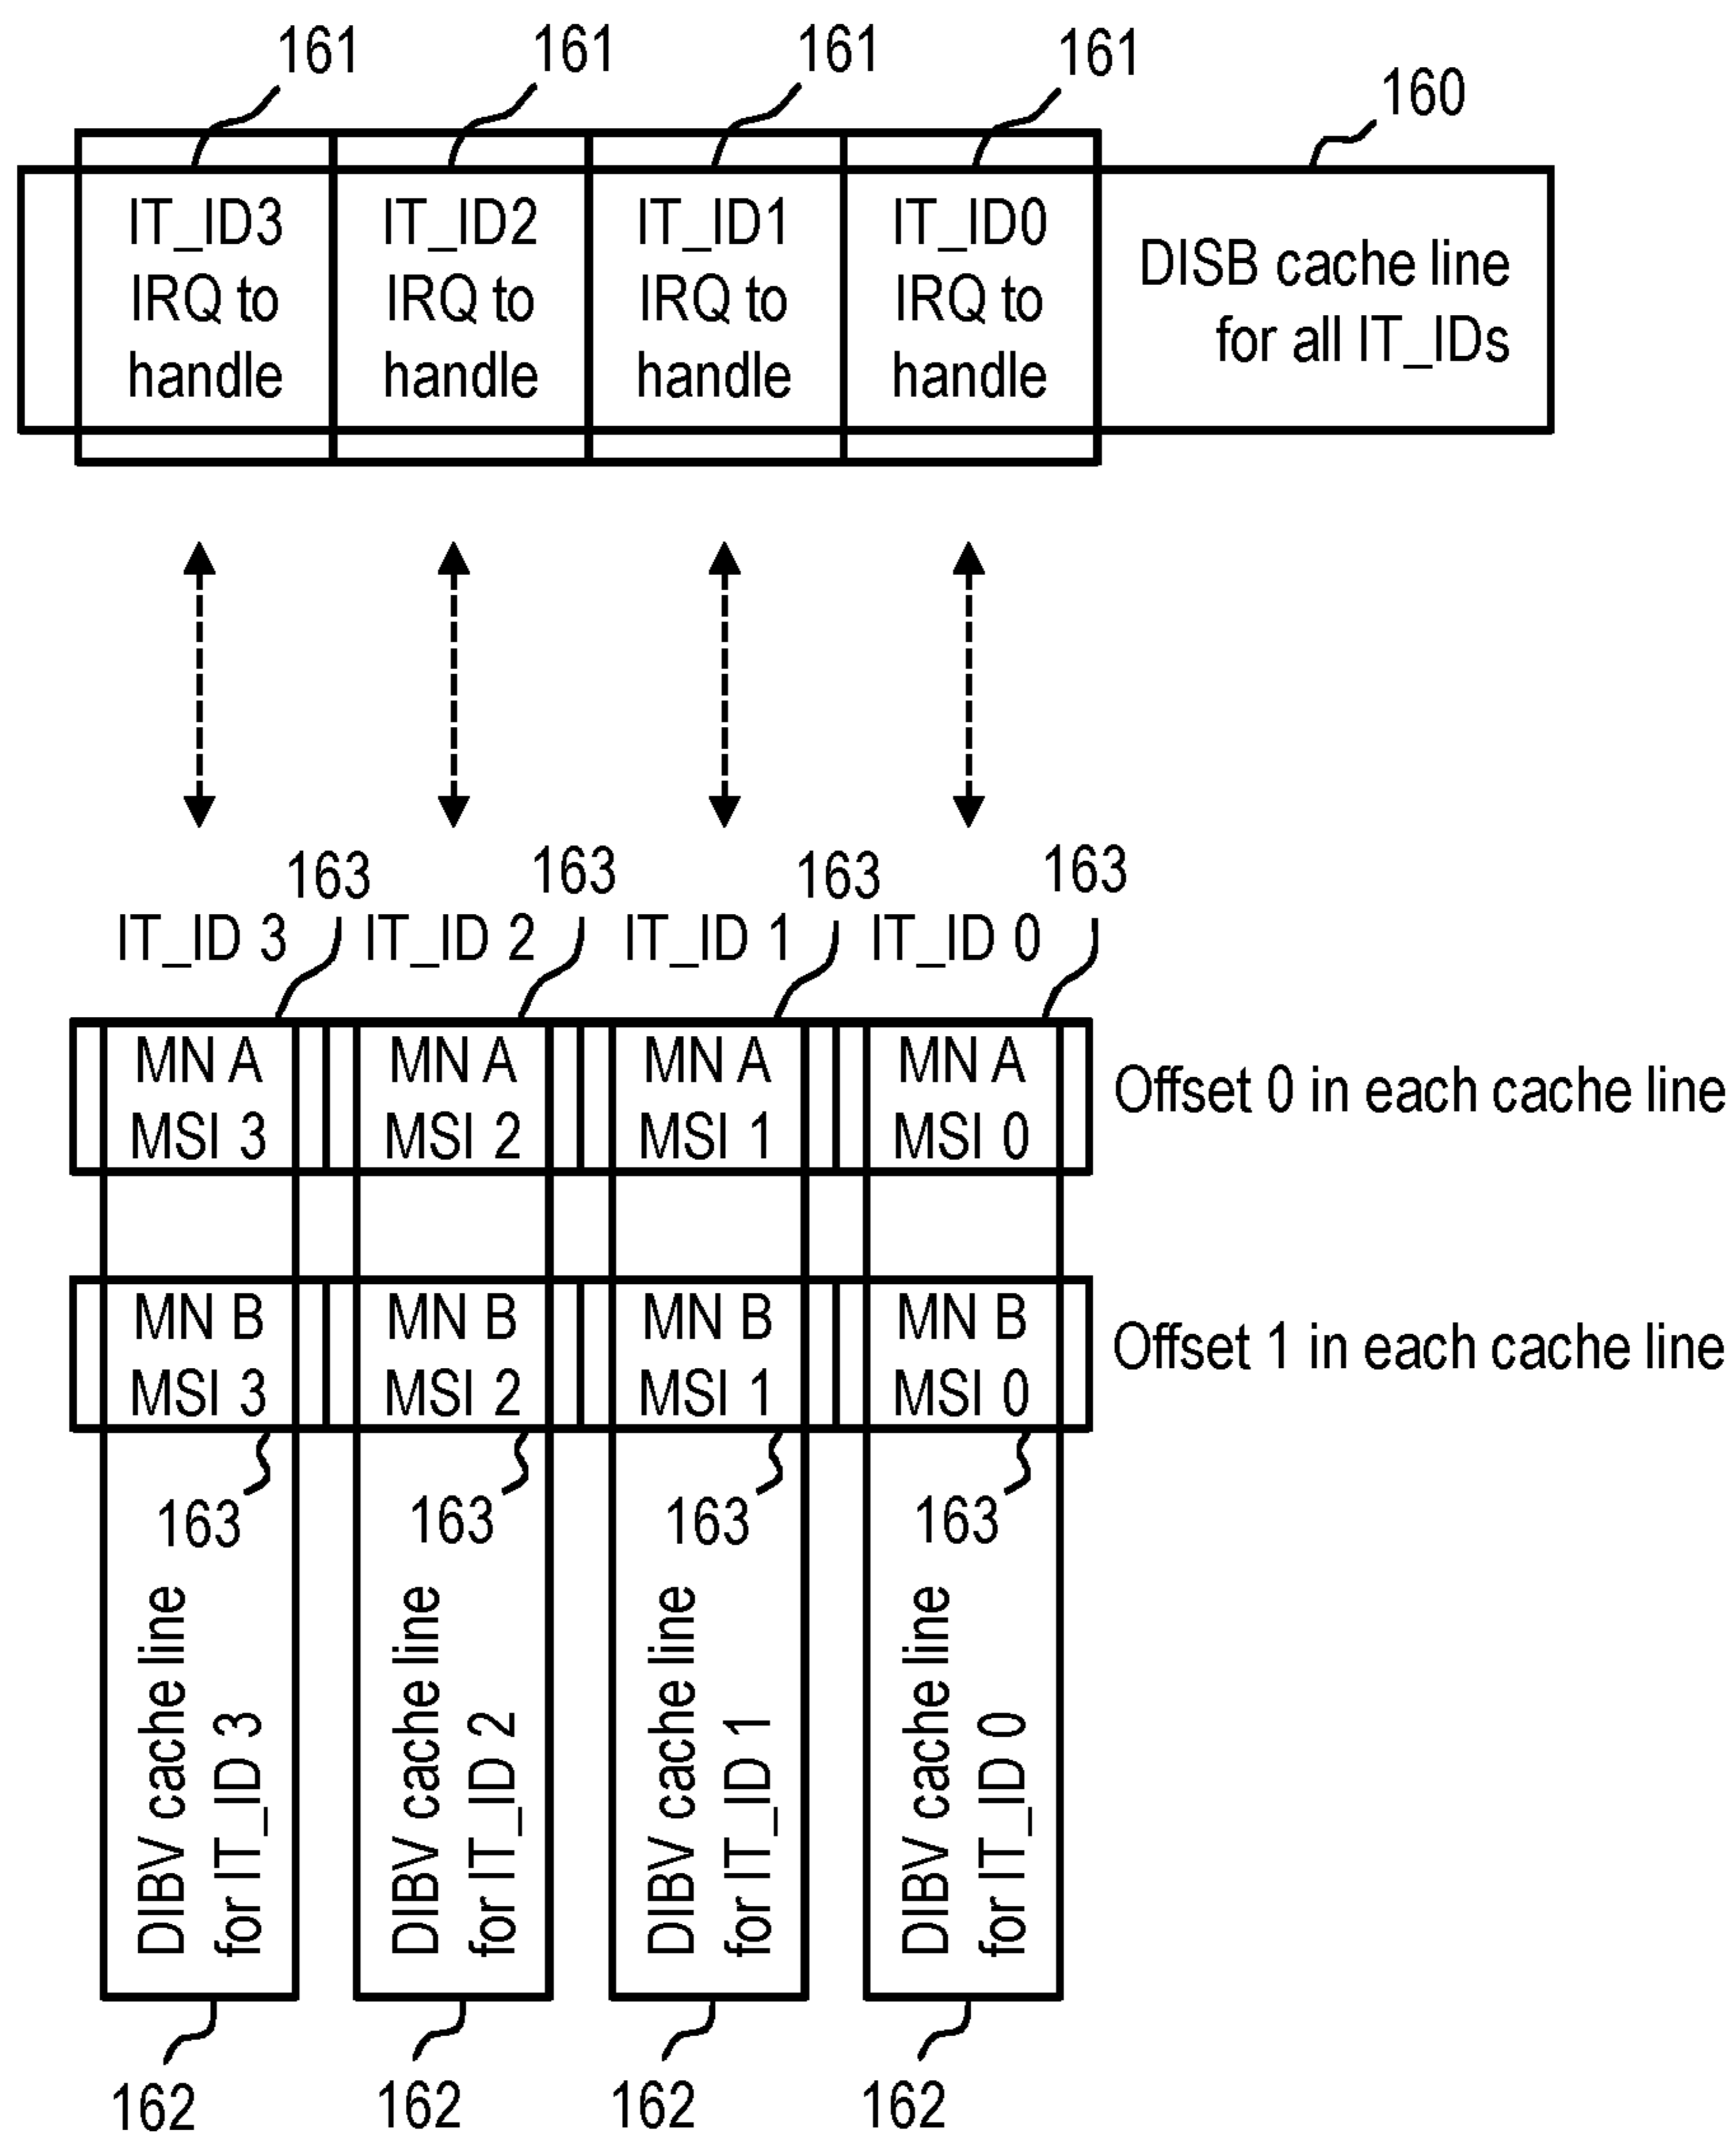 161 161 161 161
160
IT_ID3 IT_ID2 IT_ID1 IT_ID0
IRQ to IRQ to IRQ to IRQ to
handle handle handle handle
DISB cache line
for all IT_IDs
163 163 163 163
IT_ID 3 IT_ID 2 IT_ID 1 IT_ID 0
MN A MN A MN A MN A
MSI 3 MSI 2 MSI 1 MSI 0
Offset 0 in each cache line
MN B MN B MN B MN B
MSI 3 MSI 2 MSI 1 MSI 0
Offset 1 in each cache line
163 163 163 163
DIBV cache line
for IT_ID 3
DIBV cache line
for IT_ID 2
DIBV cache line
for IT_ID 1
DIBV cache line
for IT_ID 0
162 162 162 162